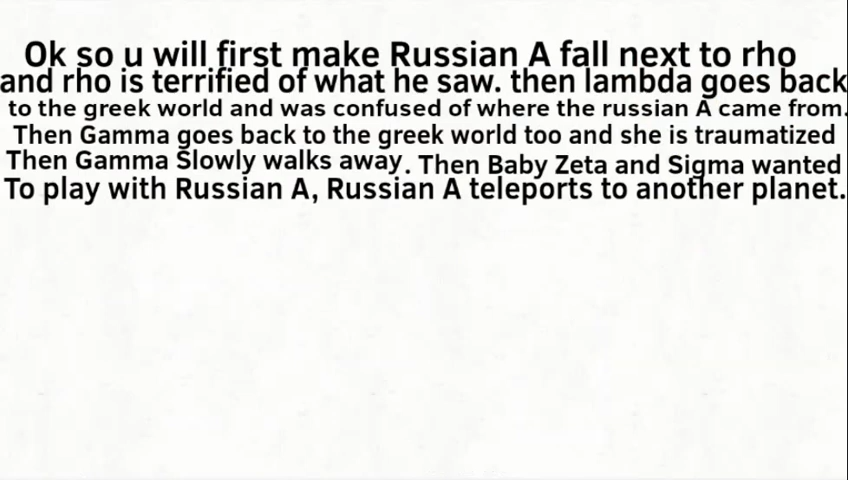 Ok so u will first make Russian A fall next to rho
and rho is terrified of what he saw. then lambda goes back
to the greek world and was confused of where the russian A came from.
Then Gamma goes back to the greek world too and she is traumatized
Then Gamma Slowly walks away. Then Baby Zeta and Sigma wanted
To play with Russian A, Russian A teleports to another planet.